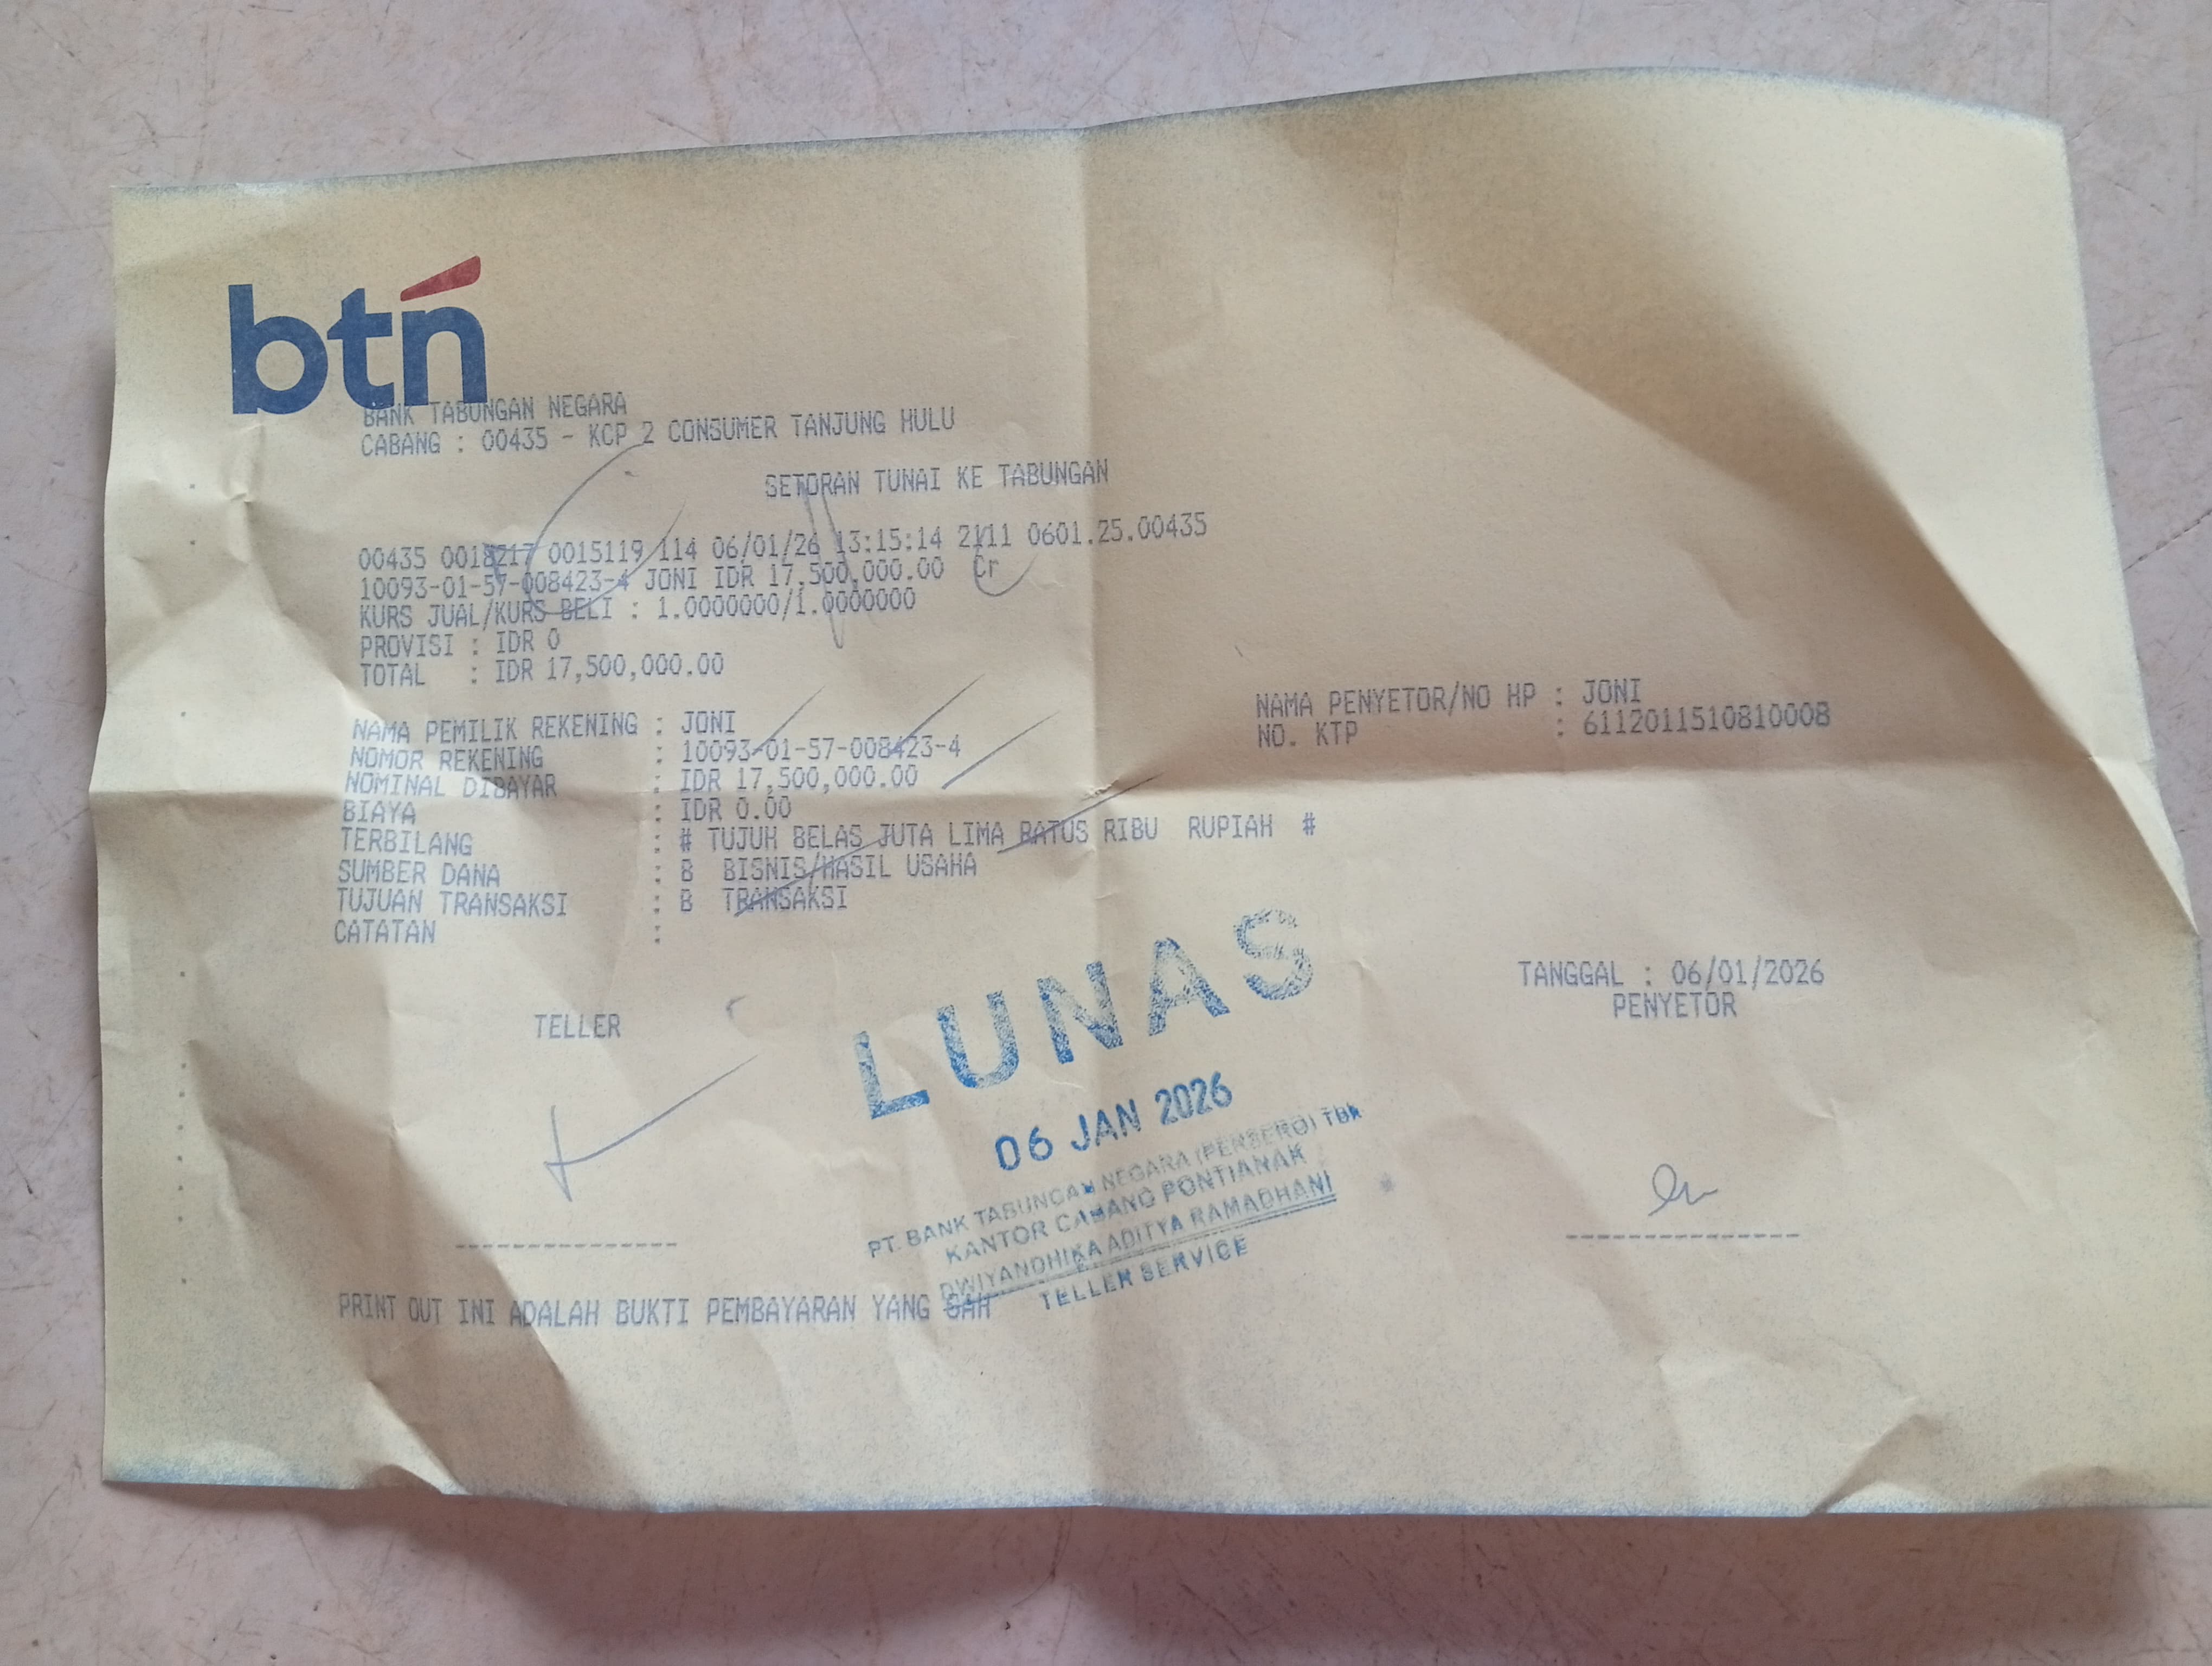 btn
BANK TABUNGAN NEGARA
CABANG : 00435 - KCP 2 CONSUMER TANJUNG HULU
SETORAN TUNAI KE TABUNGAN
00435 0018217 0015119 114 06/01/26 13:15:14 2111 0601.25.00435
10093-01-57-008423-4 JONI IDR 17,500,000.00 Cr
KURS JUAL/KURS BELI : 1.0000000/1.0000000
PROVISI : IDR 0
TOTAL : IDR 17,500,000.00
NAMA PEMILIK REKENING : JONI
NOMOR REKENING : 10093-01-57-008423-4
NOMINAL DIBAYAR : IDR 17,500,000.00
BIAYA : IDR 0.00
TERBILANG : # TUJUH BELAS JUTA LIMA RATUS RIBU RUPIAH #
SUMBER DANA : B BISNIS/HASIL USAHA
TUJUAN TRANSAKSI : B TRANSAKSI
CATATAN :
NAMA PENYETOR/NO HP : JONI
NO. KTP : 6112011510810008
TANGGAL : 06/01/2026
PENYETOR
TELLER
LUNAS
06 JAN 2026
PT. BANK TABUNGAN NEGARA (PERSERO) TBK
KANTOR CABANG PONTIANAK
DWIYANDHIKA ADITYA RAMADHANI
TELLER SERVICE
PRINT OUT INI ADALAH BUKTI PEMBAYARAN YANG SAH